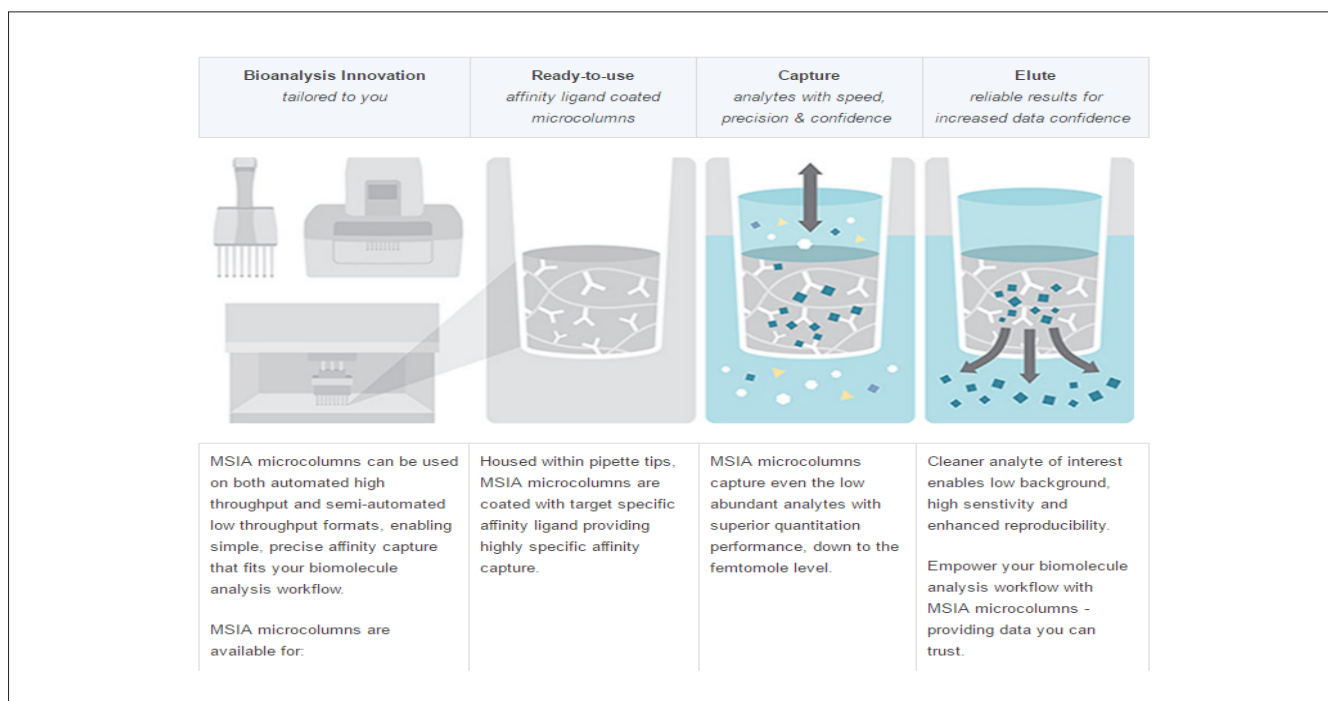 Bioanalysis Innovation
tailored to you
Ready-to-use
affinity ligand coated
microcolumns
Capture
analytes with speed,
precision & confidence
Elute
reliable results for
increased data confidence
MSIA microcolumns can be used
on both automated high
throughput and semi-automated
low throughput formats, enabling
simple, precise affinity capture
that fits your biomolecule
analysis workflow.
MSIA microcolumns are
available for:
Housed within pipette tips,
MSIA microcolumns are
coated with target specific
affinity ligand providing
highly specific affinity
capture.
MSIA microcolumns
capture even the low
abundant analytes with
superior quantitation
performance, down to the
femtomole level.
Cleaner analyte of interest
enables low background,
high senstivity and
enhanced reproducibility.
Empower your biomolecule
analysis workflow with
MSIA microcolumns -
providing data you can
trust.